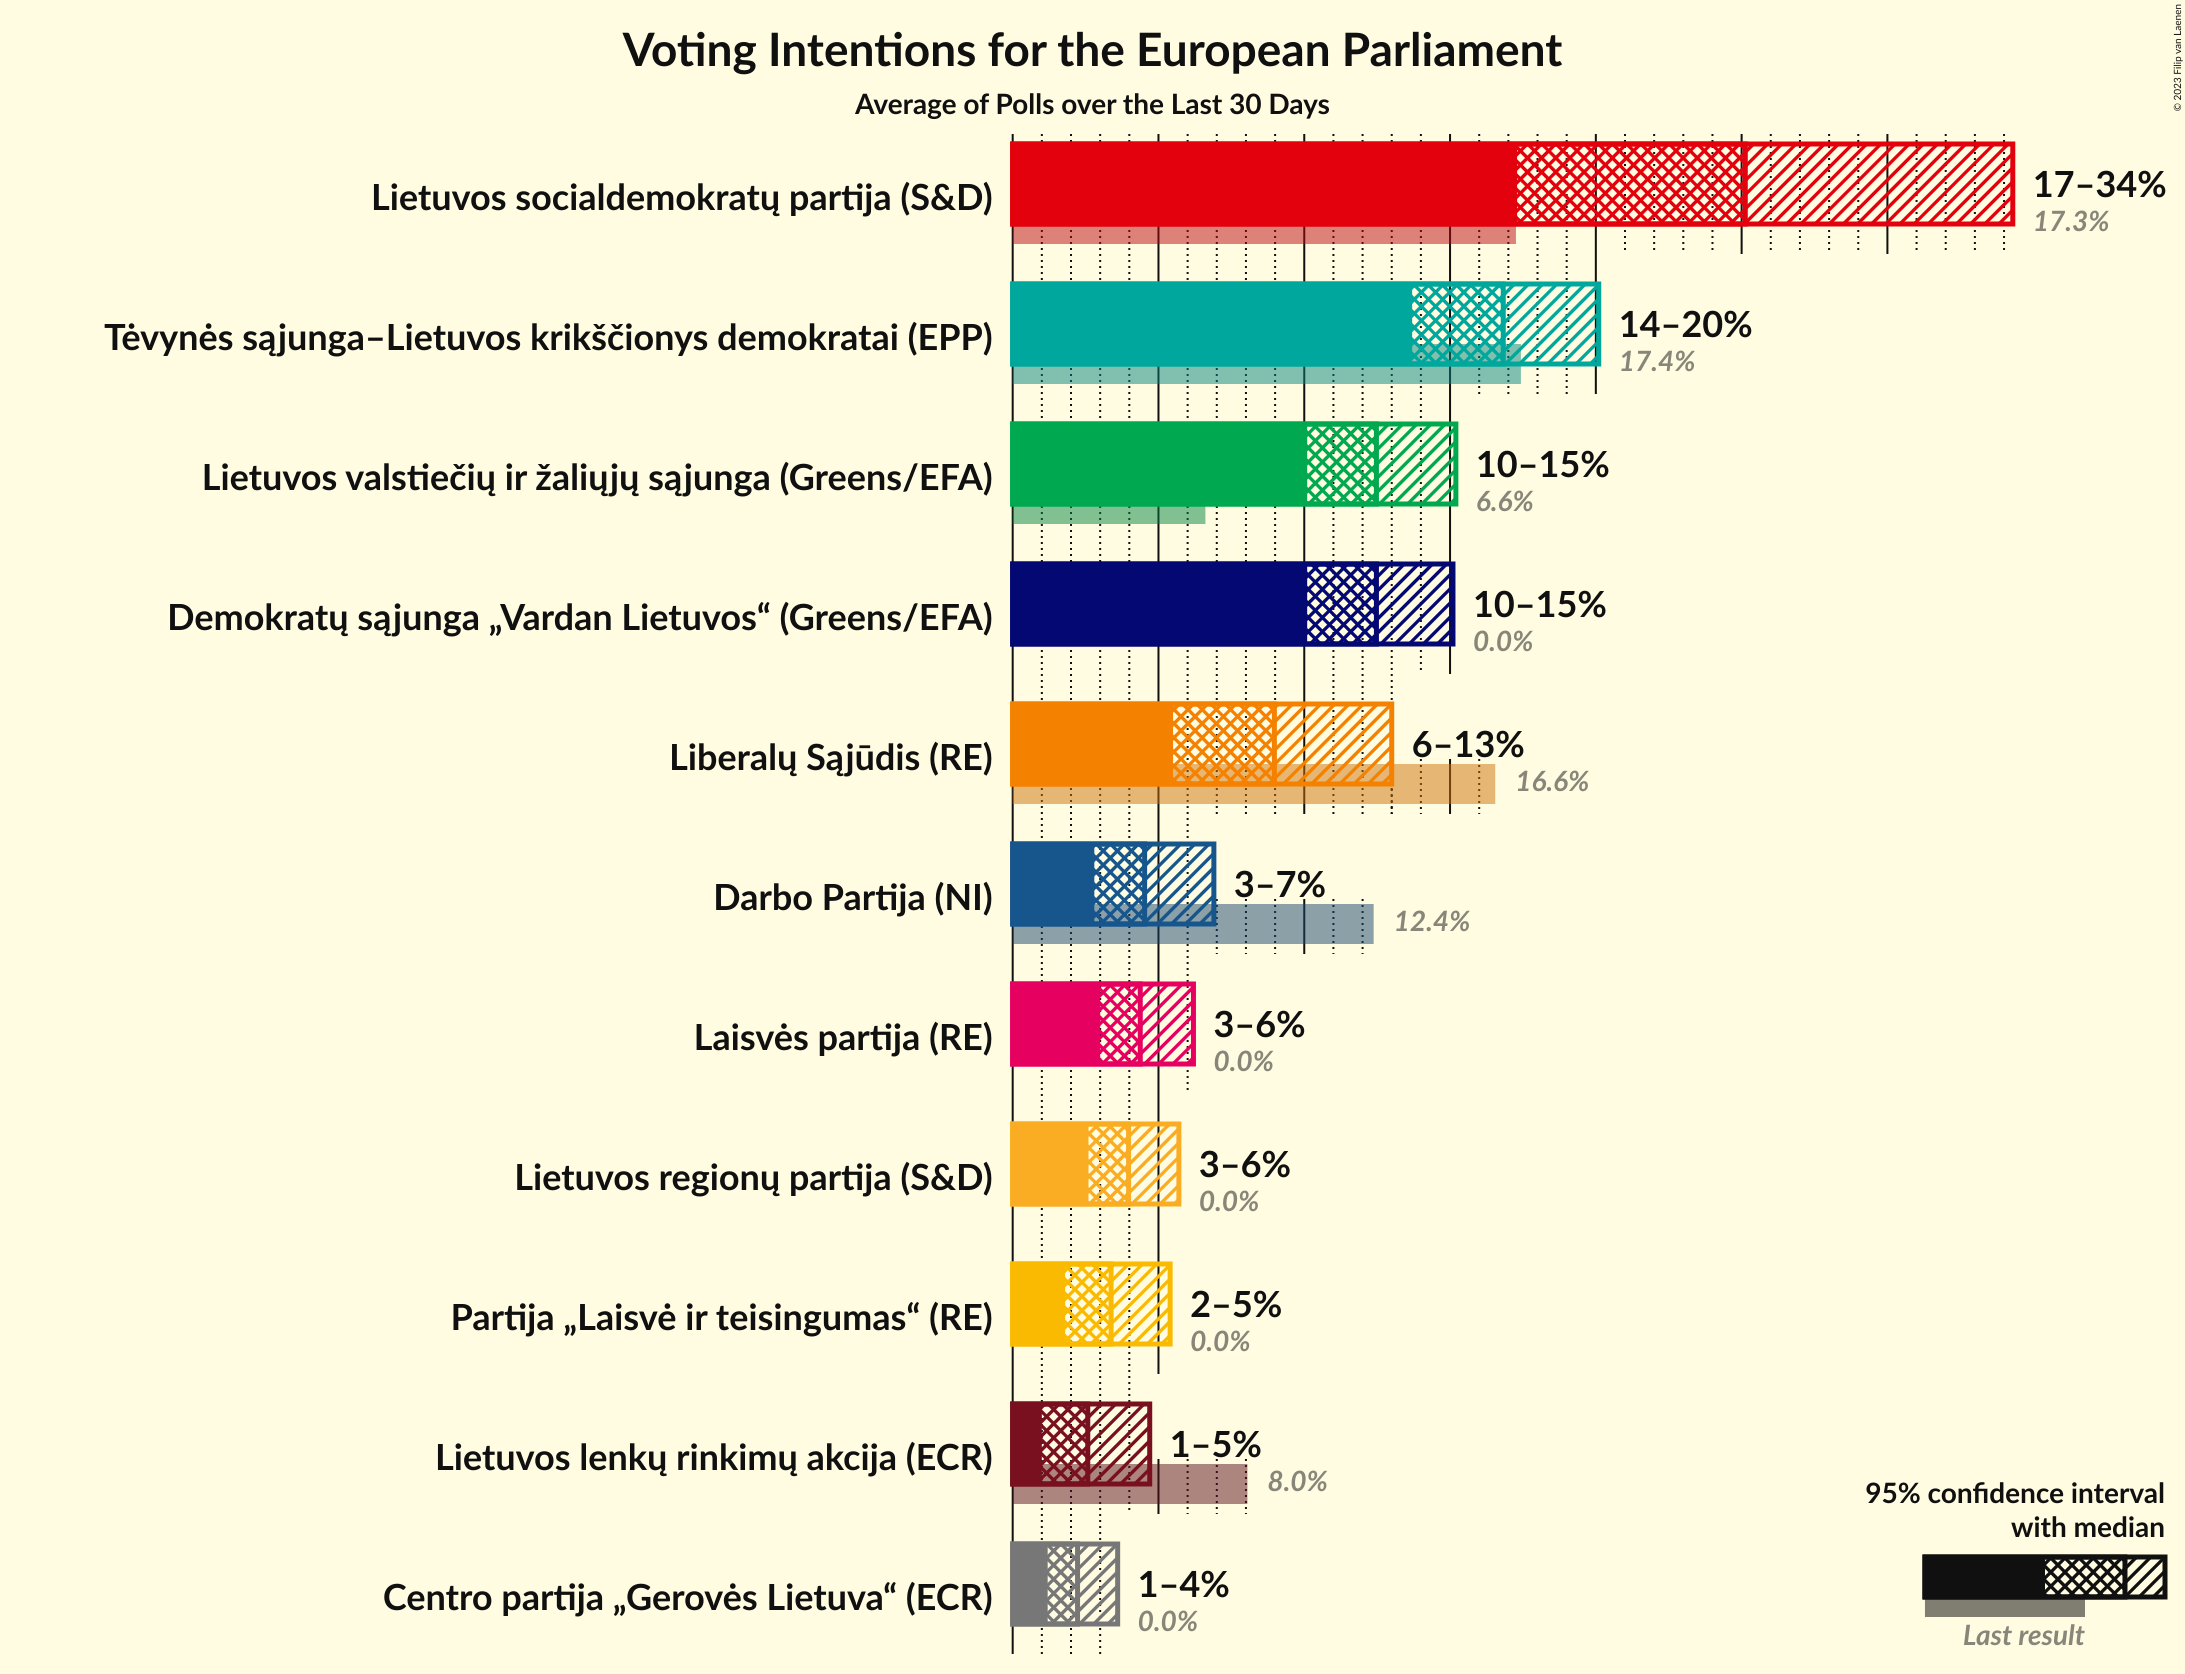 © 2023 Filip van Laenen
Voting Intentions for the European Parliament
Average of Polls over the Last 30 Days
Lietuvos socialdemokratų partija (S&D)
17–34%
17.3%
Tėvynės sąjunga–Lietuvos krikščionys demokratai (EPP)
14–20%
17.4%
Lietuvos valstiečių ir žaliųjų sąjunga (Greens/EFA)
10–15%
6.6%
Demokratų sąjunga „Vardan Lietuvos“ (Greens/EFA)
10–15%
0.0%
Liberalų Sąjūdis (RE)
6–13%
16.6%
Darbo Partija (NI)
3–7%
12.4%
Laisvės partija (RE)
3–6%
0.0%
Lietuvos regionų partija (S&D)
3–6%
0.0%
Partija „Laisvė ir teisingumas“ (RE)
2–5%
0.0%
Lietuvos lenkų rinkimų akcija (ECR)
1–5%
8.0%
Centro partija „Gerovės Lietuva“ (ECR)
1–4%
0.0%
95% confidence interval
with median
Last result